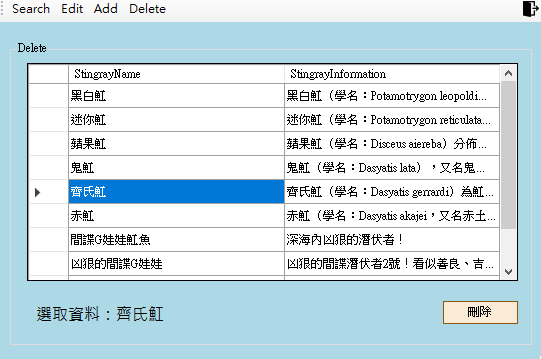 Search Edit Add Delete
Delete
StingrayName StingrayInformation
黑白魟 黑白魟（學名：Potamotrygon leopoldi...
迷你魟 迷你魟（學名：Potamotrygon reticulata...
蘋果魟 蘋果魟（學名：Disceus aiereba）分佈...
鬼魟 鬼魟（學名：Dasyatis lata），又名鬼...
齊氏魟 齊氏魟（學名：Dasyatis gerrardi）為魟...
赤魟 赤魟（學名：Dasyatis akajei，又名赤土...
間諜G娃娃魟魚 深海內凶狠的潛伏者！
凶狠的間諜G娃娃 凶狠的間諜潛伏者2號！看似善良、吉...
選取資料：齊氏魟
刪除